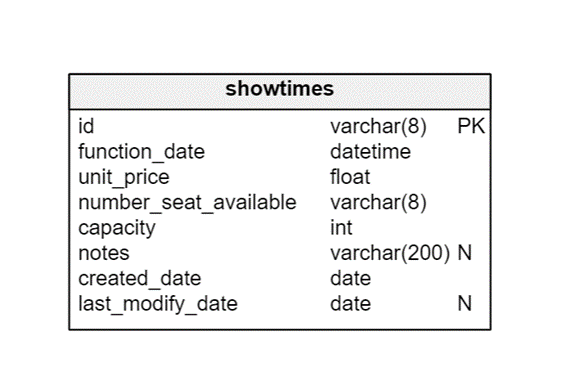 showtimes
id varchar(8) PK
function_date datetime
unit_price float
number_seat_available varchar(8)
capacity int
notes varchar(200) N
created_date date
last_modify_date date N